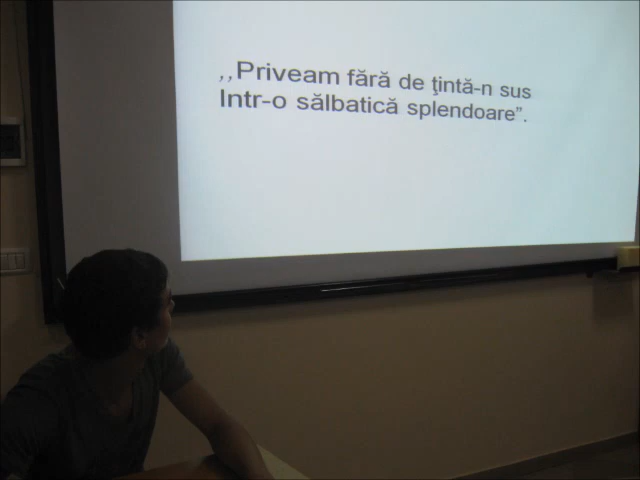 ,,Priveam fără de ţintă-n sus
Intr-o sălbatică splendoare”.